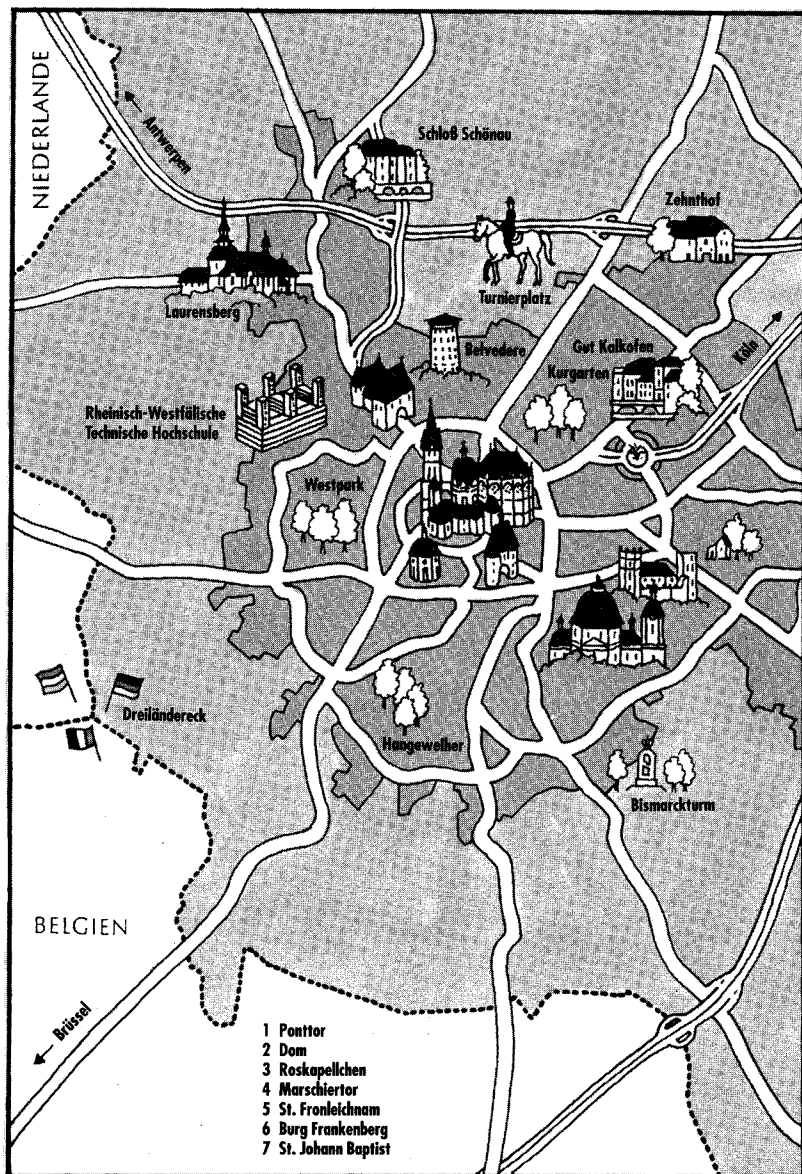 NIEDERLANDE
Antwerpen
Schloß Schönau
Zehnthof
Turnierplatz
Laurensberg
Belvedere
Gut Kalkofen
Köln
Kurgarten
Rheinisch-Westfälische
Technische Hochschule
Westpark
Dreiländereck
Hangeweiher
Bismarckturm
BELGIEN
Brüssel
1 Ponttor
2 Dom
3 Roskapellchen
4 Marschiertor
5 St. Fronleichnam
6 Burg Frankenberg
7 St. Johann Baptist